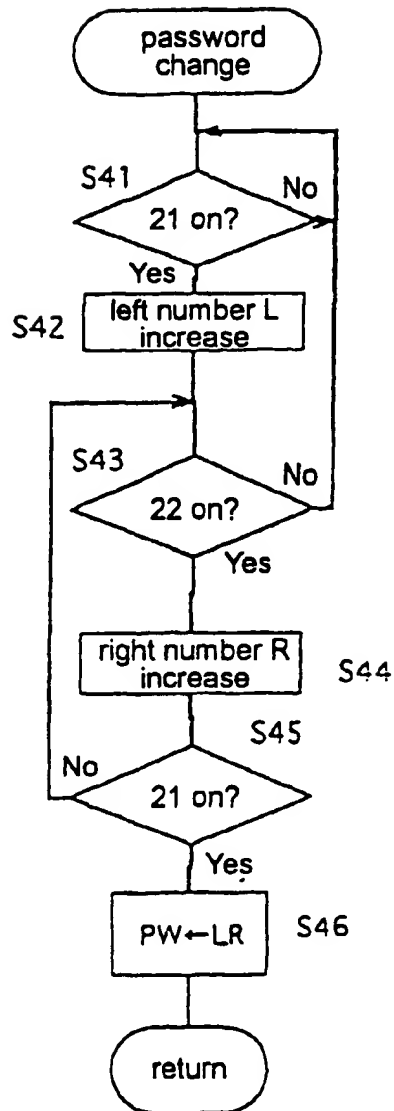 password
change
S41
No
21 on?
Yes
S42
left number L
increase
S43
No
22 on?
Yes
right number R
increase
S44
S45
No
21 on?
Yes
PW←LR
S46
return